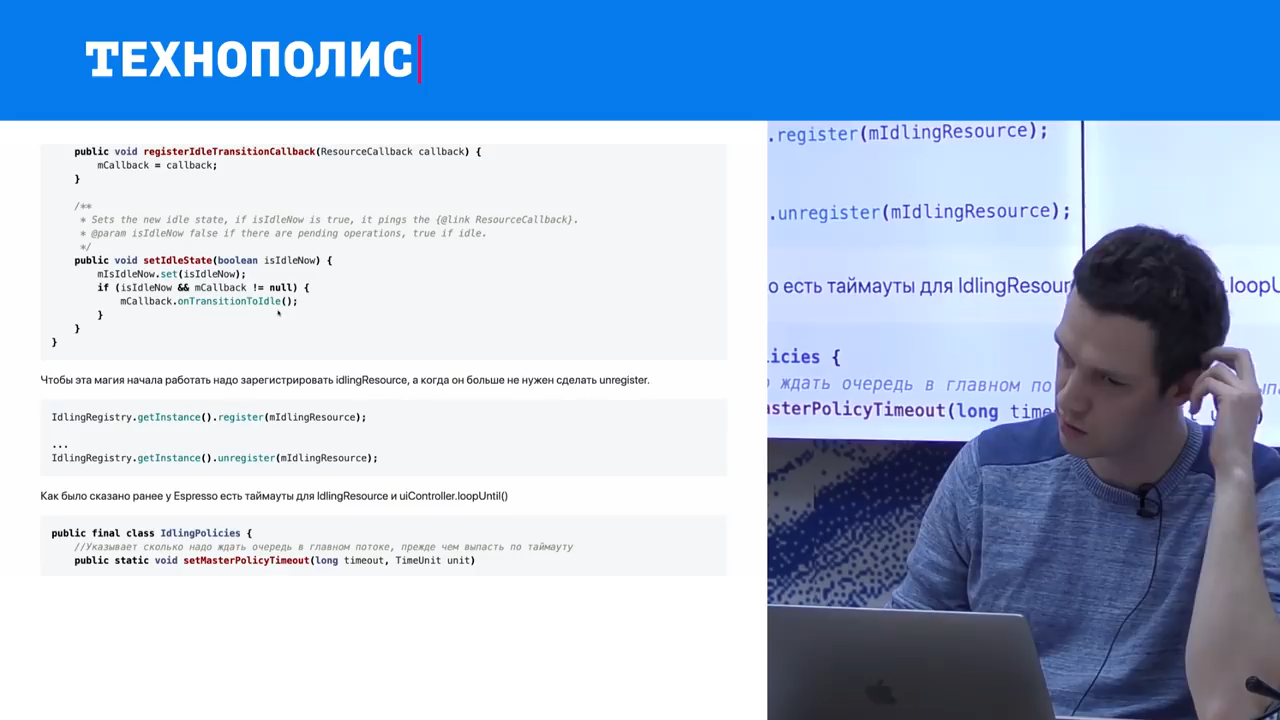 ТЕХНОПОЛИС
public void registerIdleTransitionCallback(ResourceCallback callback) {
mCallback = callback;
}
/**
* Sets the new idle state, if isIdleNow is true, it pings the {@link ResourceCallback}.
* @param isIdleNow false if there are pending operations, true if idle.
*/
public void setIdleState(boolean isIdleNow) {
mIsIdleNow.set(isIdleNow);
if (isIdleNow && mCallback != null) {
mCallback.onTransitionToIdle();
}
}
}
Чтобы эта магия начала работать надо зарегистрировать idlingResource, а когда он больше не нужен сделать unregister.
IdlingRegistry.getInstance().register(mIdlingResource);
...
IdlingRegistry.getInstance().unregister(mIdlingResource);
Как было сказано ранее у Espresso есть таймауты для IdlingResource и uiController.loopUntil()
public final class IdlingPolicies {
//Указывает сколько надо ждать очередь в главном потоке, прежде чем выпасть по таймауту
public static void setMasterPolicyTimeout(long timeout, TimeUnit unit)
.register(mIdlingResource);
.unregister(mIdlingResource);
о есть таймауты для IdlingResour .loopU
icies {
ждать очередь в главном по
asterPolicyTimeout(long time